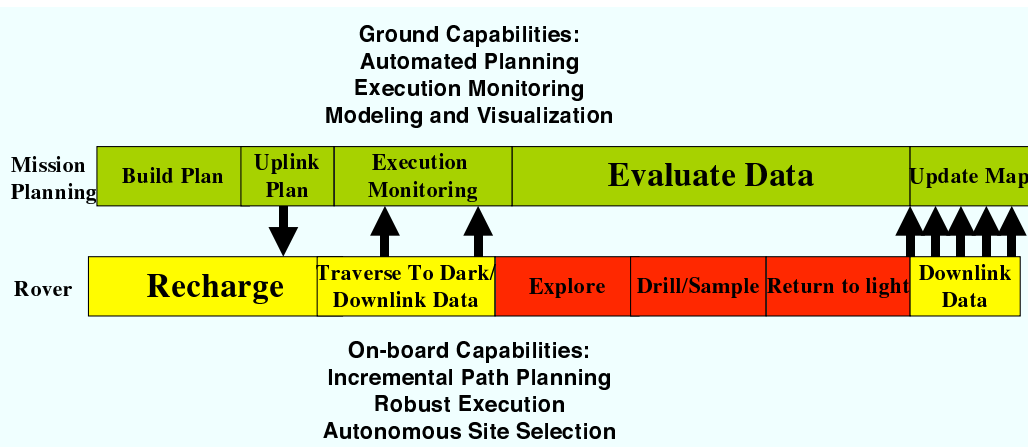 Ground Capabilities:
Automated Planning
Execution Monitoring
Modeling and Visualization
Mission
Planning
Build Plan
Uplink
Plan
Execution
Monitoring
Evaluate Data
Update Map
Rover
Recharge
Traverse To Dark/
Downlink Data
Explore
Drill/Sample
Return to light
Downlink
Data
On-board Capabilities:
Incremental Path Planning
Robust Execution
Autonomous Site Selection